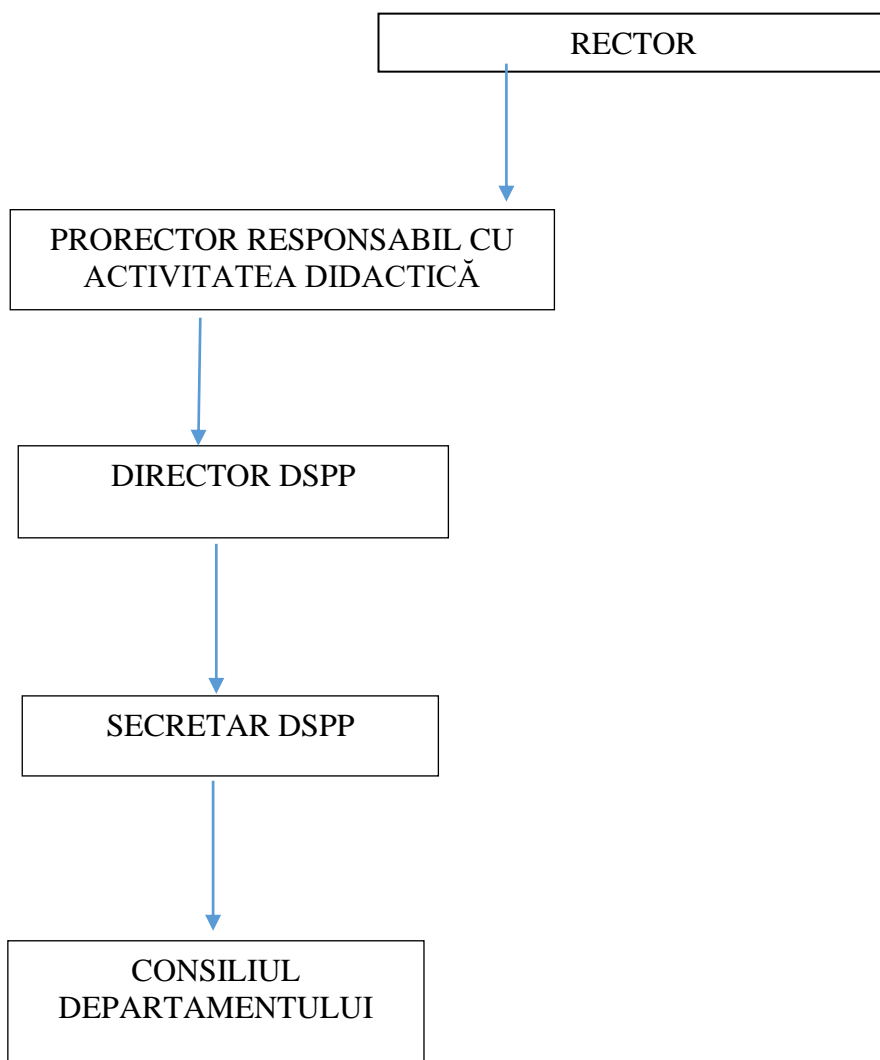 RECTOR
PRORECTOR RESPONSABIL CU
ACTIVITATEA DIDACTICĂ
DIRECTOR DSPP
SECRETAR DSPP
CONSILIUL
DEPARTAMENTULUI